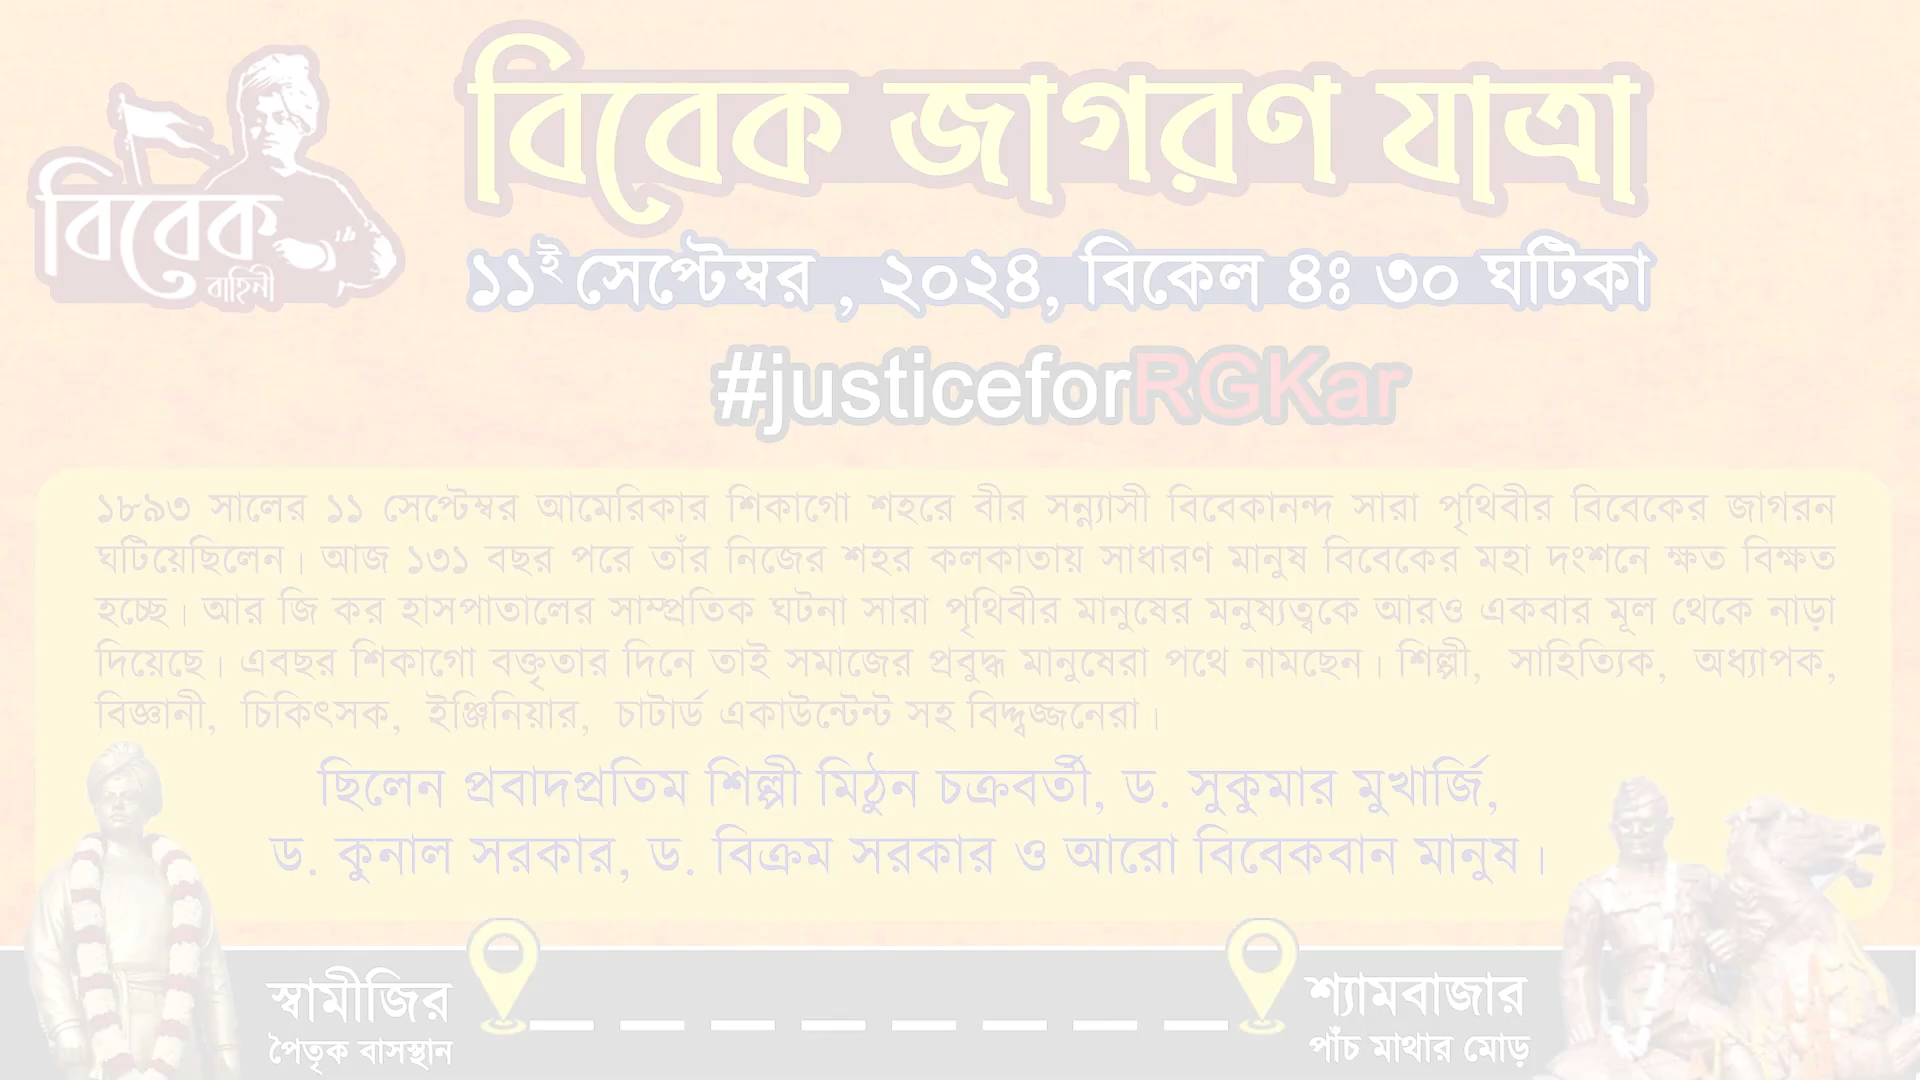 বিবেক
বাহিনী
বিবেক জাগরণ যাত্রা
১১ই সেপ্টেম্বর , ২০২৪, বিকেল ৪ঃ ৩০ ঘটিকা
#justiceforRGKar
১৮৯৩ সালের ১১ সেপ্টেম্বর আমেরিকার শিকাগো শহরে বীর সন্ন্যাসী বিবেকানন্দ সারা পৃথিবীর বিবেকের জাগরন
ঘটিয়েছিলেন। আজ ১৩১ বছর পরে তাঁর নিজের শহর কলকাতায় সাধারণ মানুষ বিবেকের মহা দংশনে ক্ষত বিক্ষত
হচ্ছে। আর জি কর হাসপাতালের সাম্প্রতিক ঘটনা সারা পৃথিবীর মানুষের মনুষ্যত্বকে আরও একবার মূল থেকে নাড়া
দিয়েছে। এবছর শিকাগো বক্তৃতার দিনে তাই সমাজের প্রবুদ্ধ মানুষেরা পথে নামছেন। শিল্পী, সাহিত্যিক, অধ্যাপক,
বিজ্ঞানী, চিকিৎসক, ইঞ্জিনিয়ার, চাটার্ড একাউন্টেন্ট সহ বিদ্দ্বজ্জনেরা।
ছিলেন প্রবাদপ্রতিম শিল্পী মিঠুন চক্রবর্তী, ড. সুকুমার মুখার্জি,
ড. কুনাল সরকার, ড. বিক্রম সরকার ও আরো বিবেকবান মানুষ।
স্বামীজির
পৈতৃক বাসস্থান
শ্যামবাজার
পাঁচ মাথার মোড়